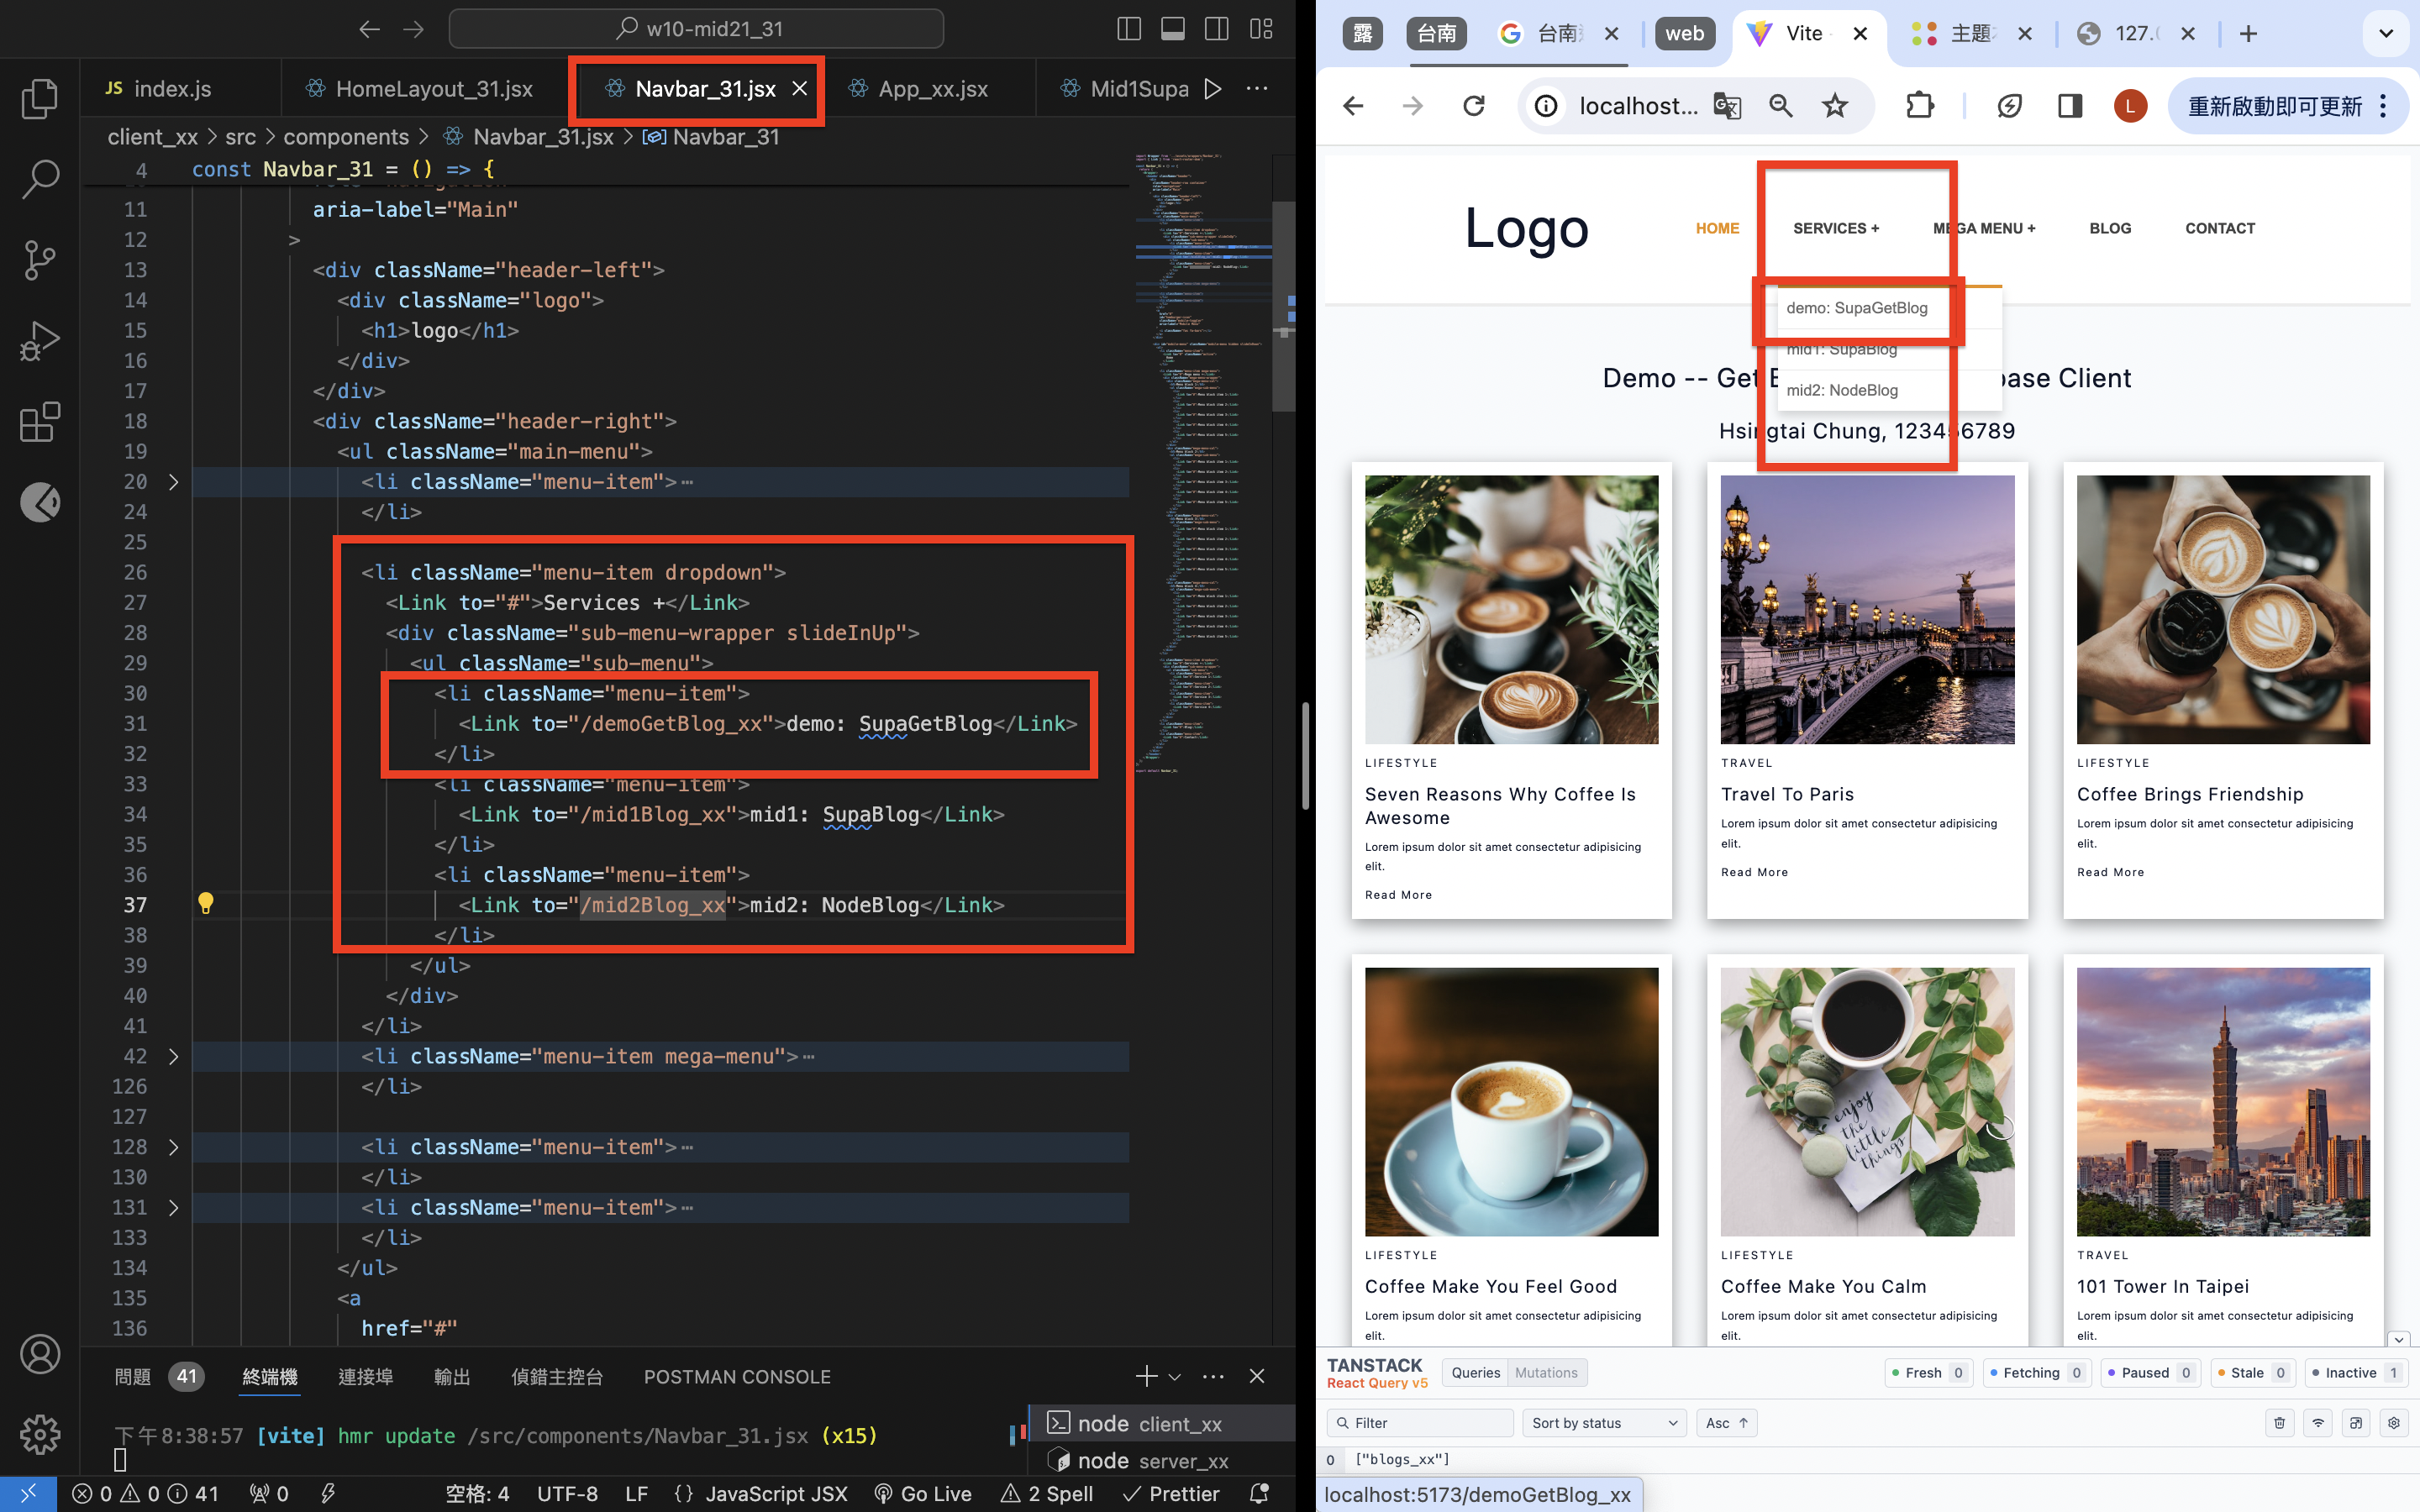 w10-mid21_31
JS index.js
HomeLayout_31.jsx
Navbar_31.jsx
App_xx.jsx
Mid1Supa
client_xx > src > components > Navbar_31.jsx > Navbar_31
4 const Navbar_31 = () => {
11 aria-label="Main"
12 >
13 <div className="header-left">
14 <div className="logo">
15 <h1>logo</h1>
16 </div>
17 </div>
18 <div className="header-right">
19 <ul className="main-menu">
20 <li className="menu-item">⋯
24 </li>
25
26 <li className="menu-item dropdown">
27 <Link to="#">Services +</Link>
28 <div className="sub-menu-wrapper slideInUp">
29 <ul className="sub-menu">
30 <li className="menu-item">
31 <Link to="/demoGetBlog_xx">demo: SupaGetBlog</Link>
32 </li>
33 <li className="menu-item">
34 <Link to="/mid1Blog_xx">mid1: SupaBlog</Link>
35 </li>
36 <li className="menu-item">
37 <Link to="/mid2Blog_xx">mid2: NodeBlog</Link>
38 </li>
39 </ul>
40 </div>
41 </li>
42 <li className="menu-item mega-menu">⋯
126 </li>
127
128 <li className="menu-item">⋯
130 </li>
131 <li className="menu-item">⋯
133 </li>
134 </ul>
135 <a
136 href="#"
問題 41 終端機 連接埠 輸出 偵錯主控台 POSTMAN CONSOLE
下午8:38:57 [vite] hmr update /src/components/Navbar_31.jsx (x15)
node client_xx
node server_xx
0 0 41 0 空格: 4 UTF-8 LF {} JavaScript JSX Go Live 2 Spell Prettier
露 台南 台南 web Vite 主題 127.
localhost... L 重新啟動即可更新
Logo
HOME SERVICES + MEGA MENU + BLOG CONTACT
demo: SupaGetBlog
mid1: SupaBlog
mid2: NodeBlog
Demo -- Get base Client
Hsingtai Chung, 123456789
LIFESTYLE
Seven Reasons Why Coffee Is
Awesome
Lorem ipsum dolor sit amet consectetur adipisicing
elit.
Read More
TRAVEL
Travel To Paris
Lorem ipsum dolor sit amet consectetur adipisicing
elit.
Read More
LIFESTYLE
Coffee Brings Friendship
Lorem ipsum dolor sit amet consectetur adipisicing
elit.
Read More
LIFESTYLE
Coffee Make You Feel Good
Lorem ipsum dolor sit amet consectetur adipisicing
elit.
enjoy
the
little
things
LIFESTYLE
Coffee Make You Calm
Lorem ipsum dolor sit amet consectetur adipisicing
elit.
TRAVEL
101 Tower In Taipei
Lorem ipsum dolor sit amet consectetur adipisicing
elit.
TANSTACK
React Query v5
Queries Mutations
Fresh 0 Fetching 0 Paused 0 Stale 0 Inactive 1
Filter Sort by status Asc ↑
0 ["blogs_xx"]
localhost:5173/demoGetBlog_xx